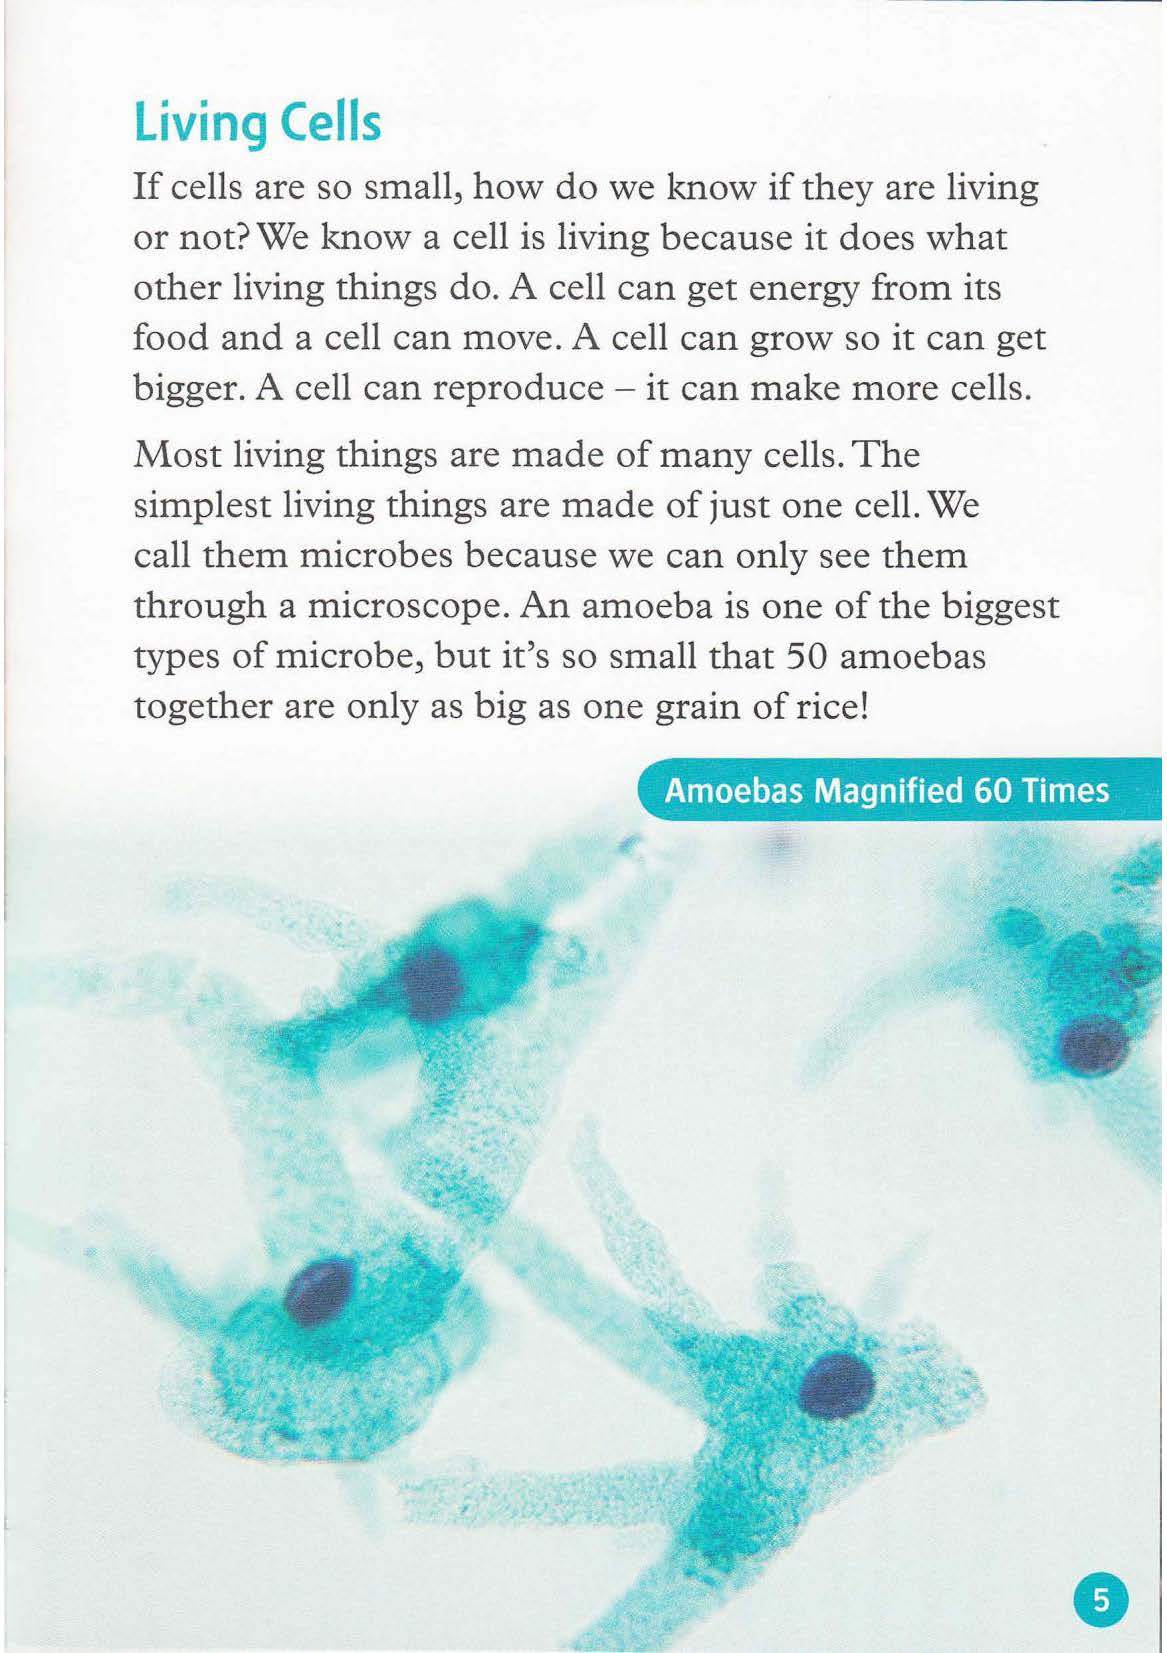 Living Cells
If cells are so small, how do we know if they are living
or not? We know a cell is living because it does what
other living things do. A cell can get energy from its
food and a cell can move. A cell can grow so it can get
bigger. A cell can reproduce – it can make more cells.
Most living things are made of many cells. The
simplest living things are made of just one cell. We
call them microbes because we can only see them
through a microscope. An amoeba is one of the biggest
types of microbe, but it's so small that 50 amoebas
together are only as big as one grain of rice!
Amoebas Magnified 60 Times
5